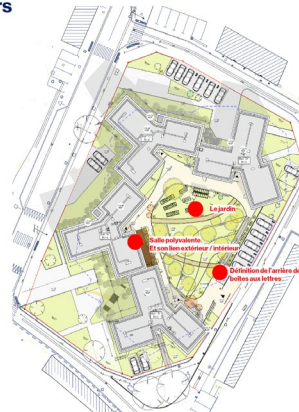 rs
Le jardin
Salle polyvalente
Et son lien extérieur / intérieur
Définition de l'arrière de
boîtes aux lettres